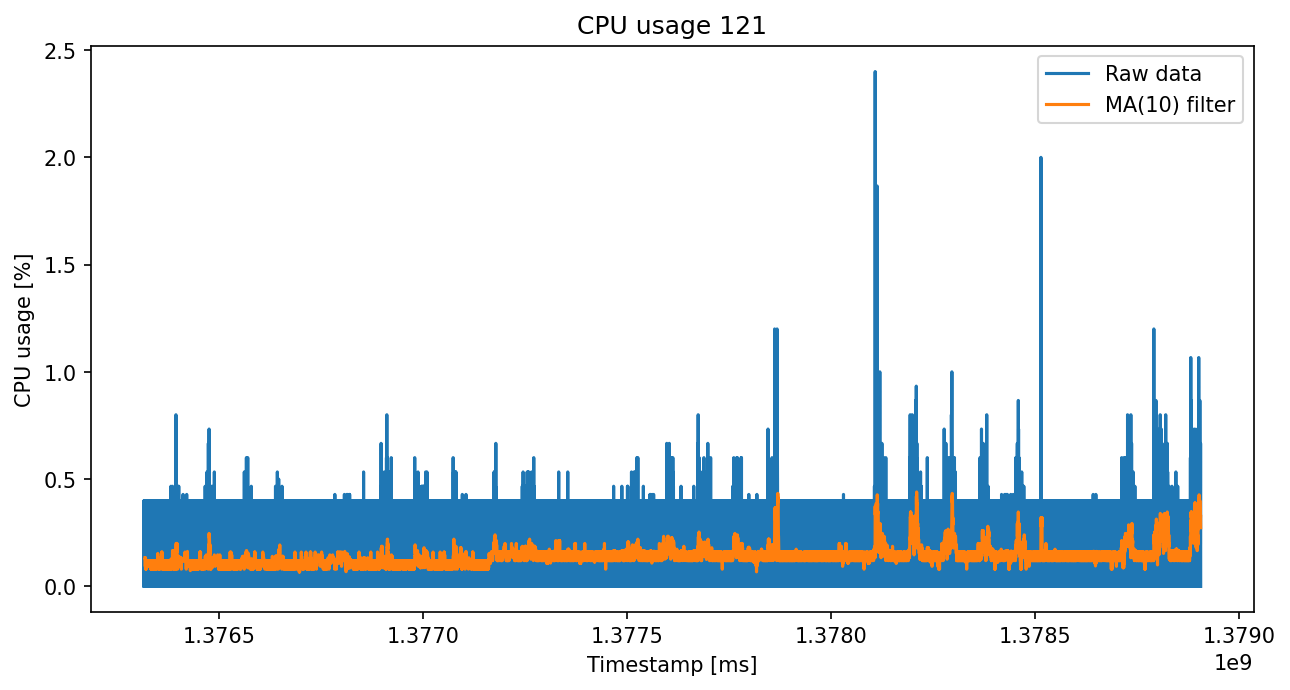 CPU usage 121
Raw data
MA(10) filter
CPU usage [%]
2.5
2.0
1.5
1.0
0.5
0.0
1.3765 1.3770 1.3775 1.3780 1.3785 1.3790
1e9
Timestamp [ms]